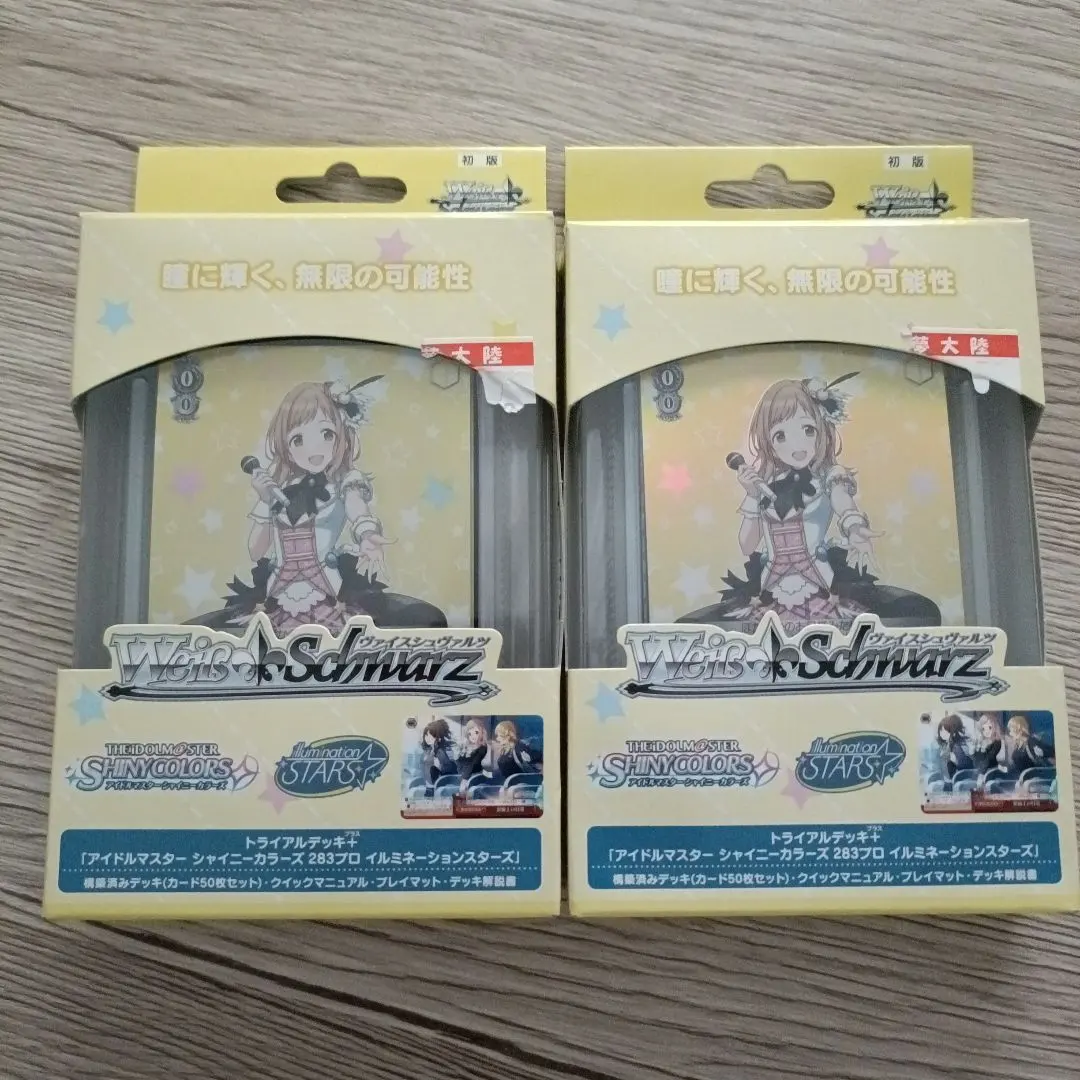 初版
Weiß Schwarz
瞳に輝く、無限の可能性
夢大陸
0
0
Weiß Schwarz
ヴァイスシュヴァルツ
THE iDOLM@STER
SHINYCOLORS
アイドルマスターシャイニーカラーズ
illumination
STARS
トライアルデッキ+
プラス
「アイドルマスター シャイニーカラーズ 283プロ イルミネーションスターズ」
構築済みデッキ(カード50枚セット)・クイックマニュアル・プレイマット・デッキ解説書
初版
Weiß Schwarz
瞳に輝く、無限の可能性
夢大陸
0
0
Weiß Schwarz
ヴァイスシュヴァルツ
THE iDOLM@STER
SHINYCOLORS
アイドルマスターシャイニーカラーズ
illumination
STARS
トライアルデッキ+
プラス
「アイドルマスター シャイニーカラーズ 283プロ イルミネーションスターズ」
構築済みデッキ(カード50枚セット)・クイックマニュアル・プレイマット・デッキ解説書